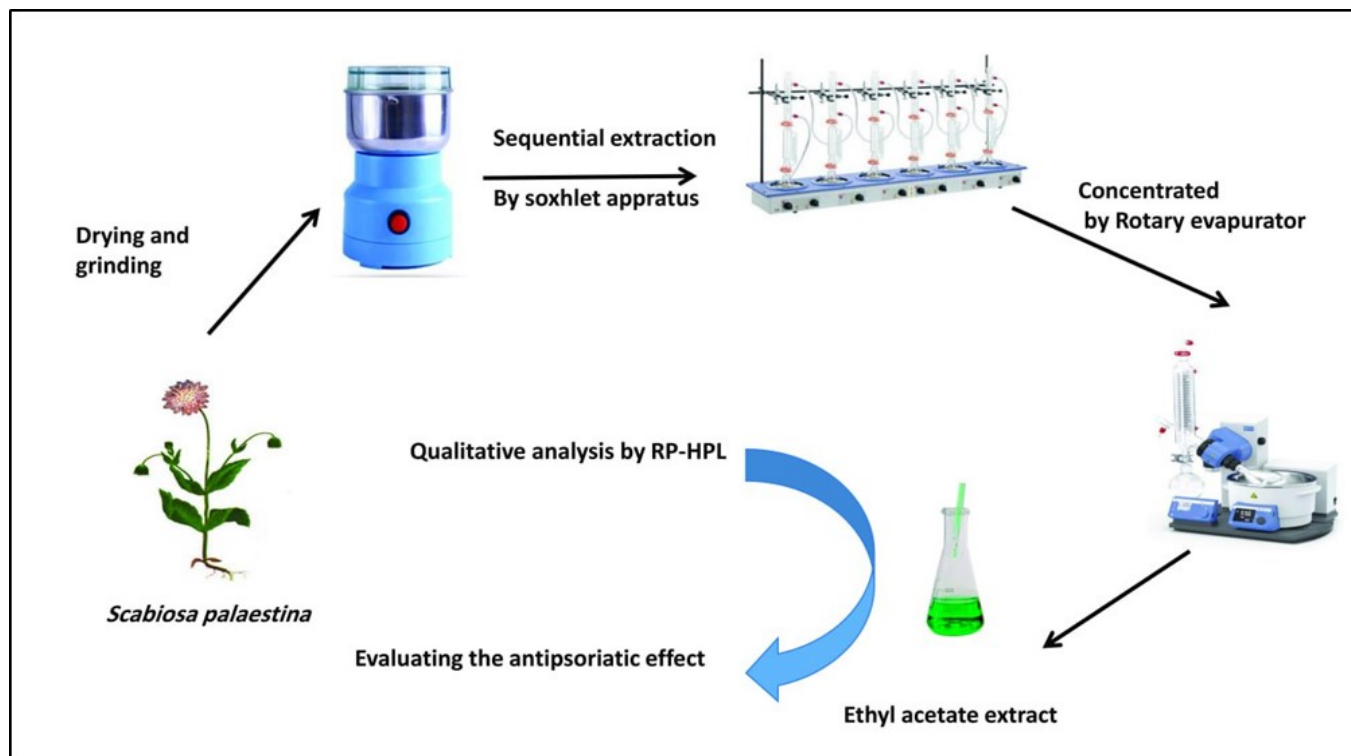 Drying and
grinding
Sequential extraction
By soxhlet appratus
Concentrated
by Rotary evapurator
Scabiosa palaestina
Qualitative analysis by RP-HPL
Evaluating the antipsoriatic effect
Ethyl acetate extract